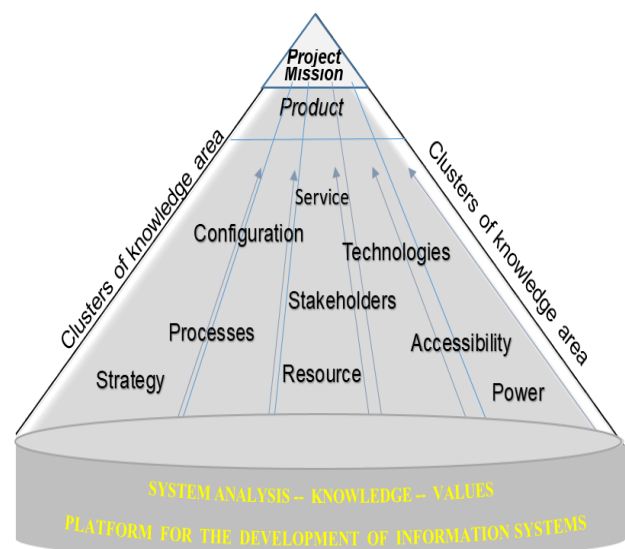 Project
Mission
Product
Clusters of knowledge area
Clusters of knowledge area
Service
Configuration
Technologies
Stakeholders
Processes
Accessibility
Strategy
Resource
Power
SYSTEM ANALYSIS -- KNOWLEDGE -- VALUES
PLATFORM FOR THE DEVELOPMENT OF INFORMATION SYSTEMS